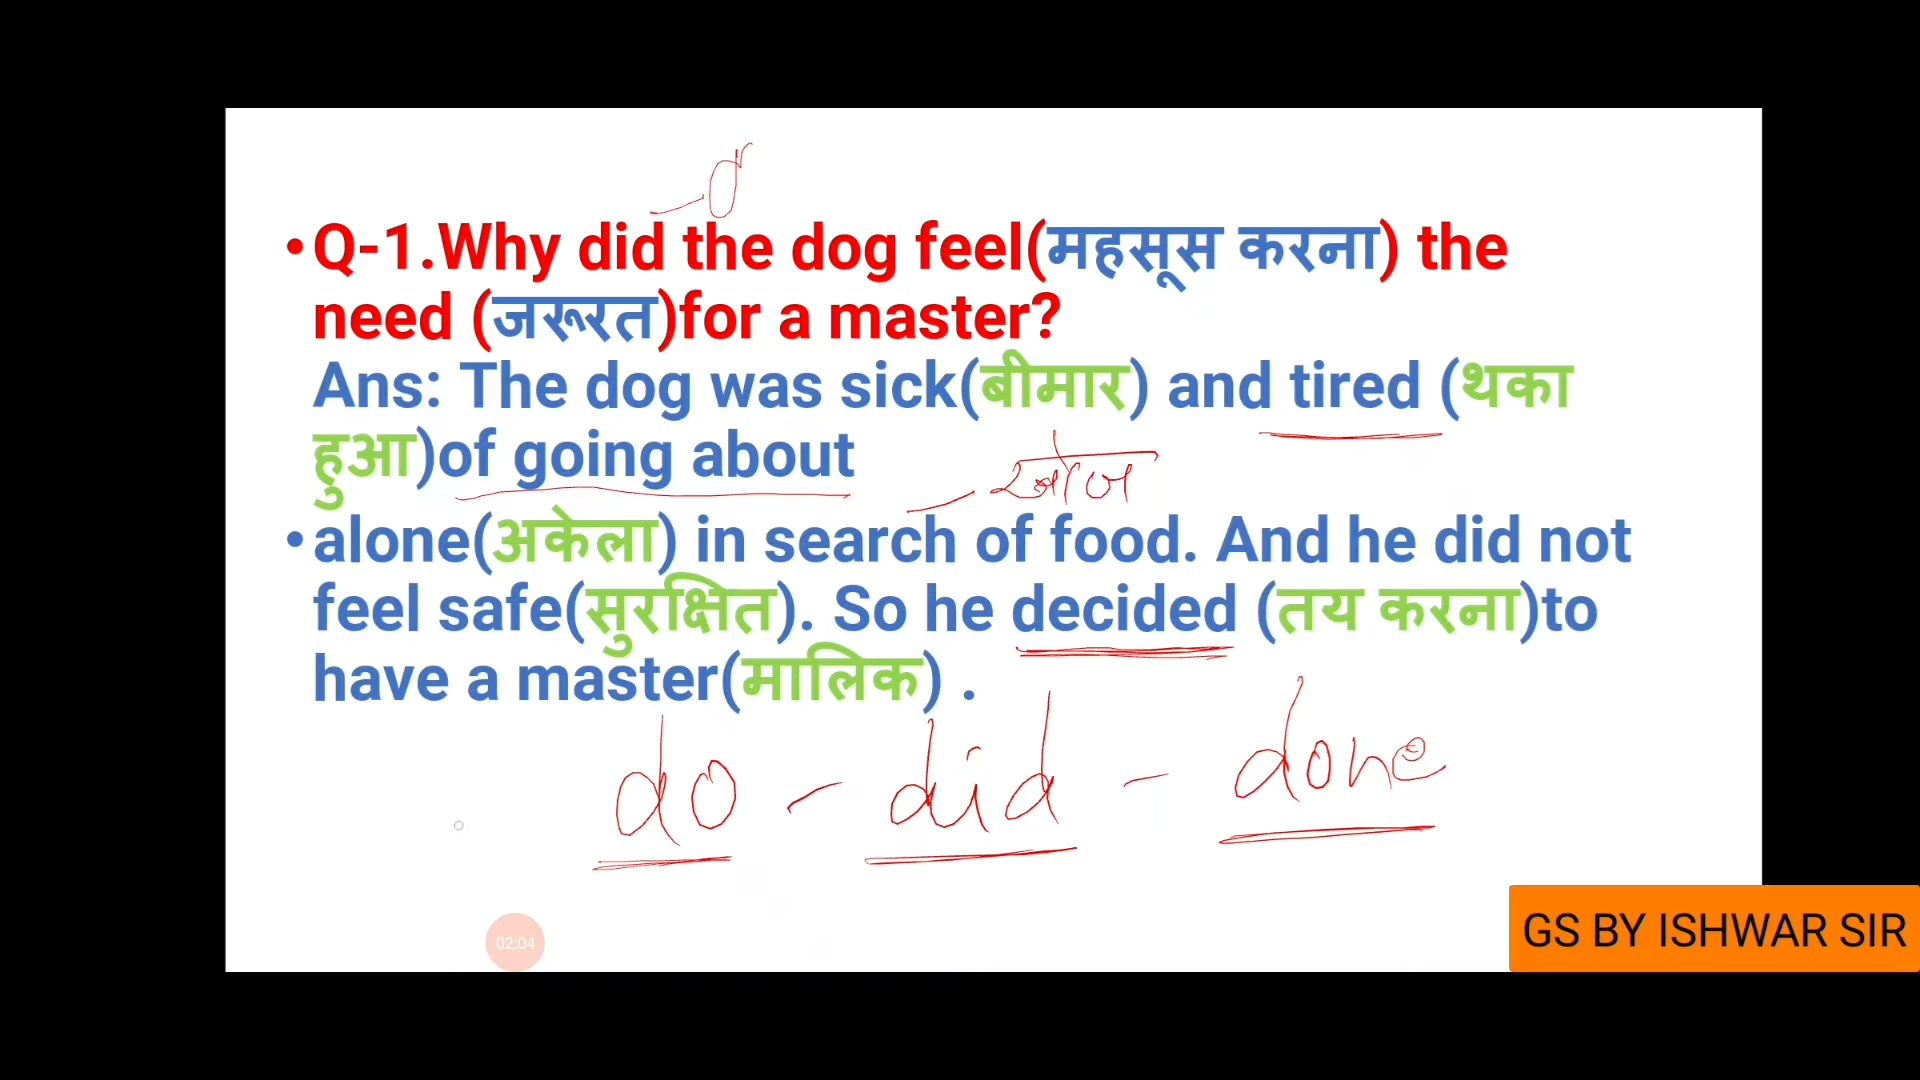 •Q-1.Why did the dog feel(महसूस करना) the
need (जरूरत)for a master?
Ans: The dog was sick(बीमार) and tired (थका
हुआ)of going about
खोज
•alone(अकेला) in search of food. And he did not
feel safe(सुरक्षित). So he decided (तय करना)to
have a master(मालिक) .
do - did - done
02:04
GS BY ISHWAR SIR